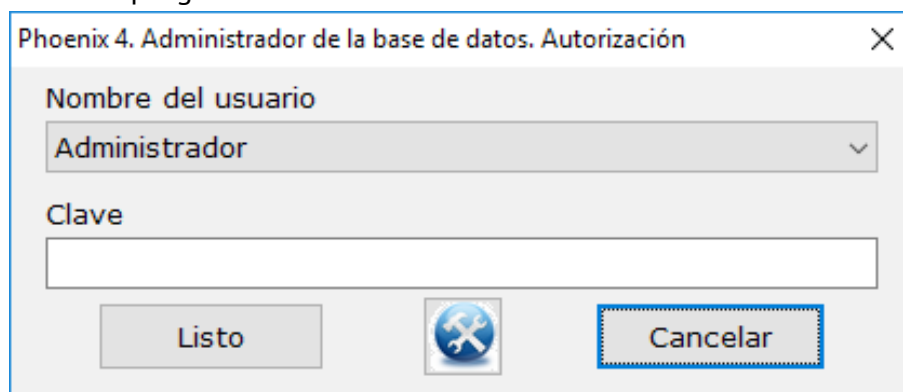 Phoenix 4. Administrador de la base de datos. Autorización
Nombre del usuario
Administrador
Clave
Listo
Cancelar